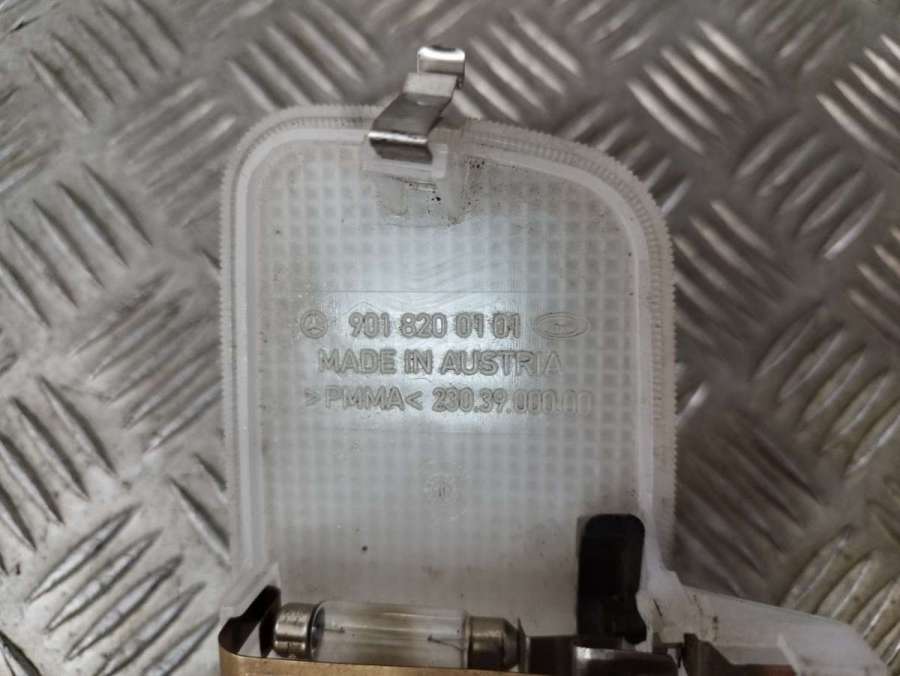 901 820 01 01
MADE IN AUSTRIA
>PMMA< 230.39.000.00